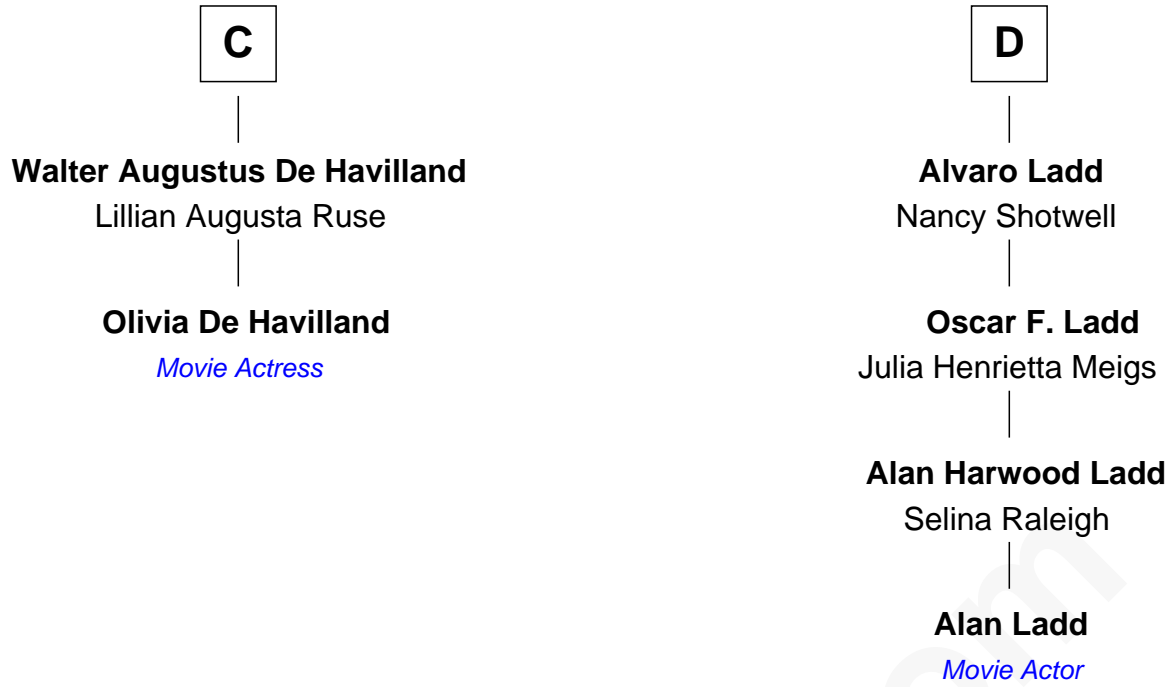 C
Walter Augustus De Havilland
Lillian Augusta Ruse
Olivia De Havilland
Movie Actress
D
Alvaro Ladd
Nancy Shotwell
Oscar F. Ladd
Julia Henrietta Meigs
Alan Harwood Ladd
Selina Raleigh
Alan Ladd
Movie Actor
om